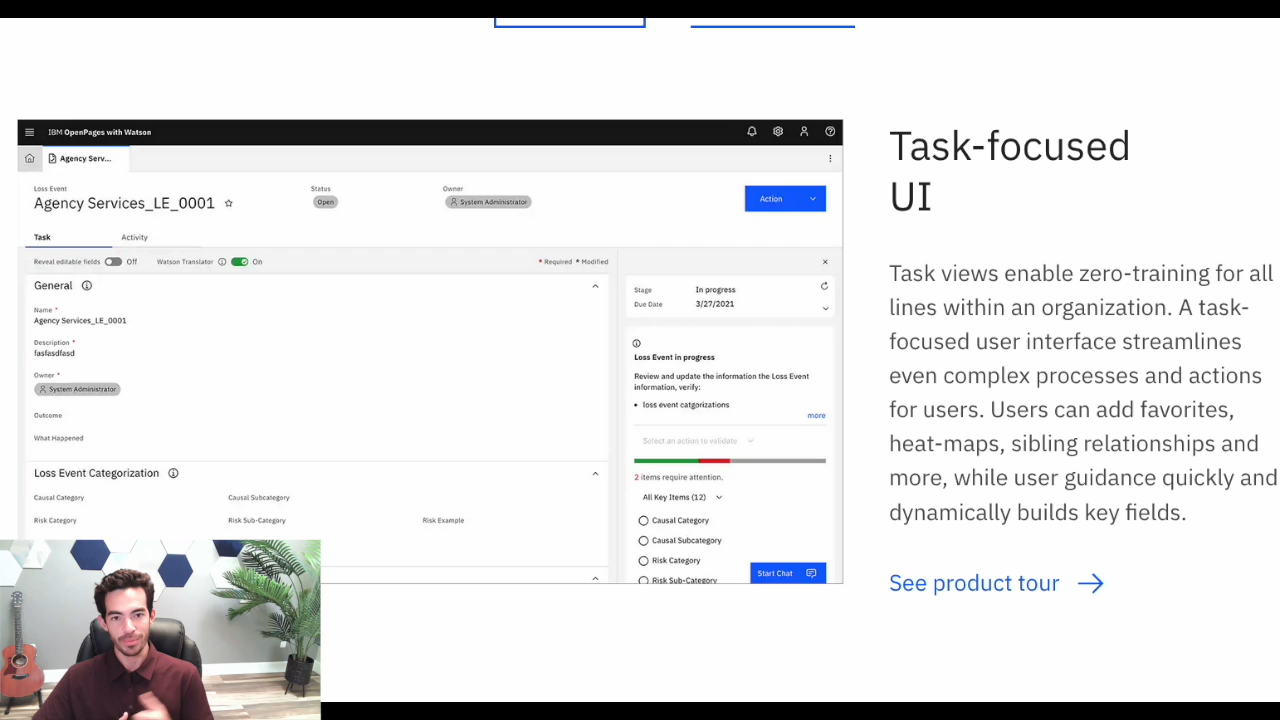 IBM OpenPages with Watson
Agency Serv...
Loss Event
Agency Services_LE_0001
Status
Open
Owner
System Administrator
Action
Task
Activity
Reveal editable fields Off Watson Translator On
* Required * Modified
General
Name *
Agency Services_LE_0001
Description *
fasfasdfasd
Owner *
System Administrator
Outcome
What Happened
Loss Event Categorization
Causal Category Causal Subcategory
Risk Category Risk Sub-Category Risk Example
Stage In progress
Due Date 3/27/2021
Loss Event in progress
Review and update the information the Loss Event
information, verify:
• loss event catgorizations
more
Select an action to validate
2 items require attention.
All Key Items (12)
Causal Category
Causal Subcategory
Risk Category
Risk Sub-Category
Start Chat
Task-focused
UI
Task views enable zero-training for all
lines within an organization. A task-
focused user interface streamlines
even complex processes and actions
for users. Users can add favorites,
heat-maps, sibling relationships and
more, while user guidance quickly and
dynamically builds key fields.
See product tour